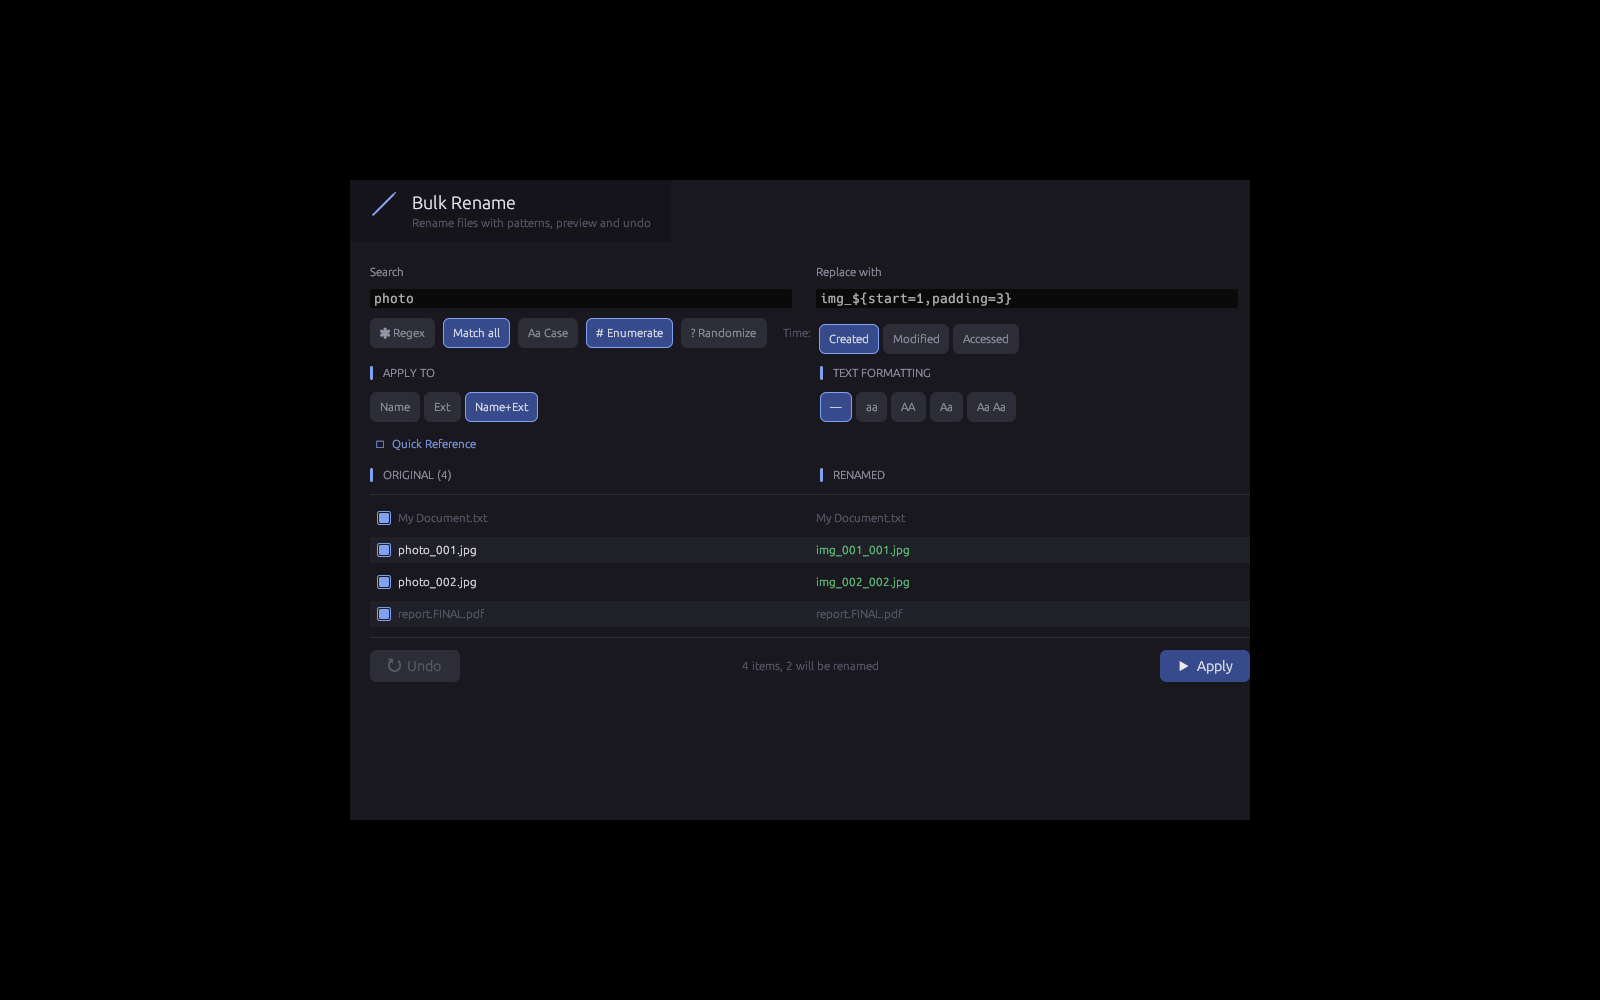 Bulk Rename
Rename files with patterns, preview and undo
Search
Replace with
photo
img_${start=1,padding=3}
✱ Regex
Match all
Aa Case
# Enumerate
? Randomize
Time:
Created
Modified
Accessed
APPLY TO
TEXT FORMATTING
Name
Ext
Name+Ext
—
aa
AA
Aa
Aa Aa
Quick Reference
ORIGINAL (4)
RENAMED
My Document.txt
My Document.txt
photo_001.jpg
img_001_001.jpg
photo_002.jpg
img_002_002.jpg
report.FINAL.pdf
report.FINAL.pdf
Undo
4 items, 2 will be renamed
Apply